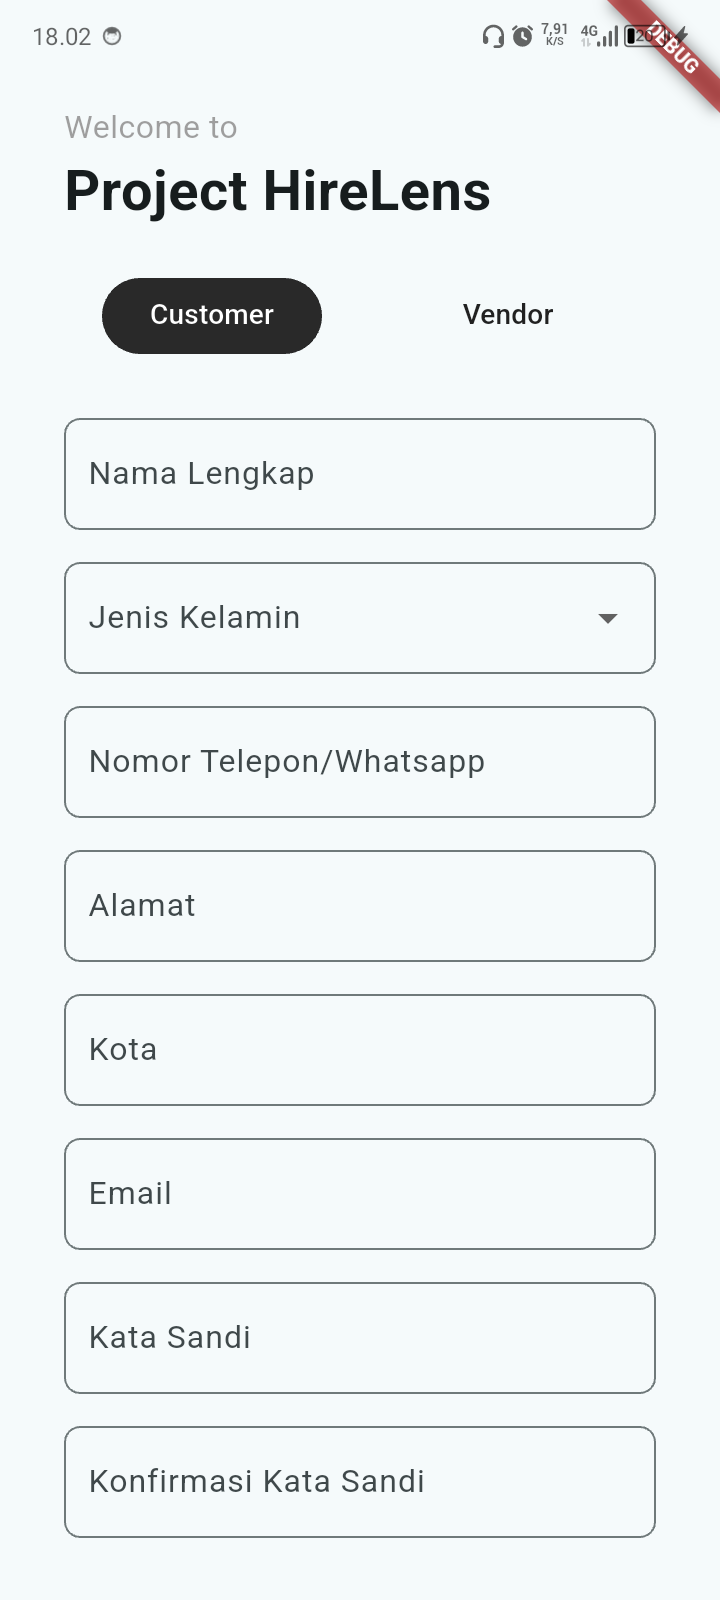 18.02
7,91
K/S
4G
20
DEBUG
Welcome to
Project HireLens
Customer
Vendor
Nama Lengkap
Jenis Kelamin
Nomor Telepon/Whatsapp
Alamat
Kota
Email
Kata Sandi
Konfirmasi Kata Sandi